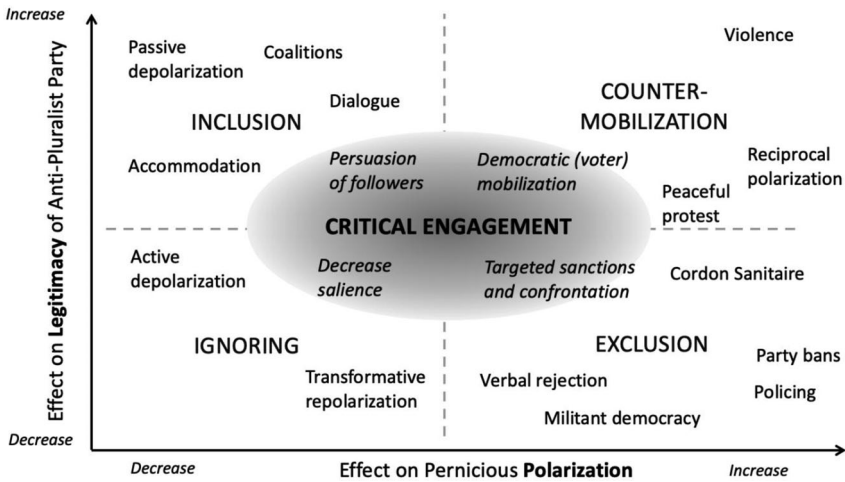 Increase
Effect on Legitimacy of Anti-Pluralist Party
Decrease
Passive
depolarization
Coalitions
Dialogue
INCLUSION
Accommodation
Violence
COUNTER-
MOBILIZATION
Reciprocal
polarization
Peaceful
protest
Persuasion
of followers
Democratic (voter)
mobilization
CRITICAL ENGAGEMENT
Decrease
salience
Targeted sanctions
and confrontation
Active
depolarization
IGNORING
Transformative
repolarization
Cordon Sanitaire
EXCLUSION
Party bans
Verbal rejection
Policing
Militant democracy
Decrease
Effect on Pernicious Polarization
Increase